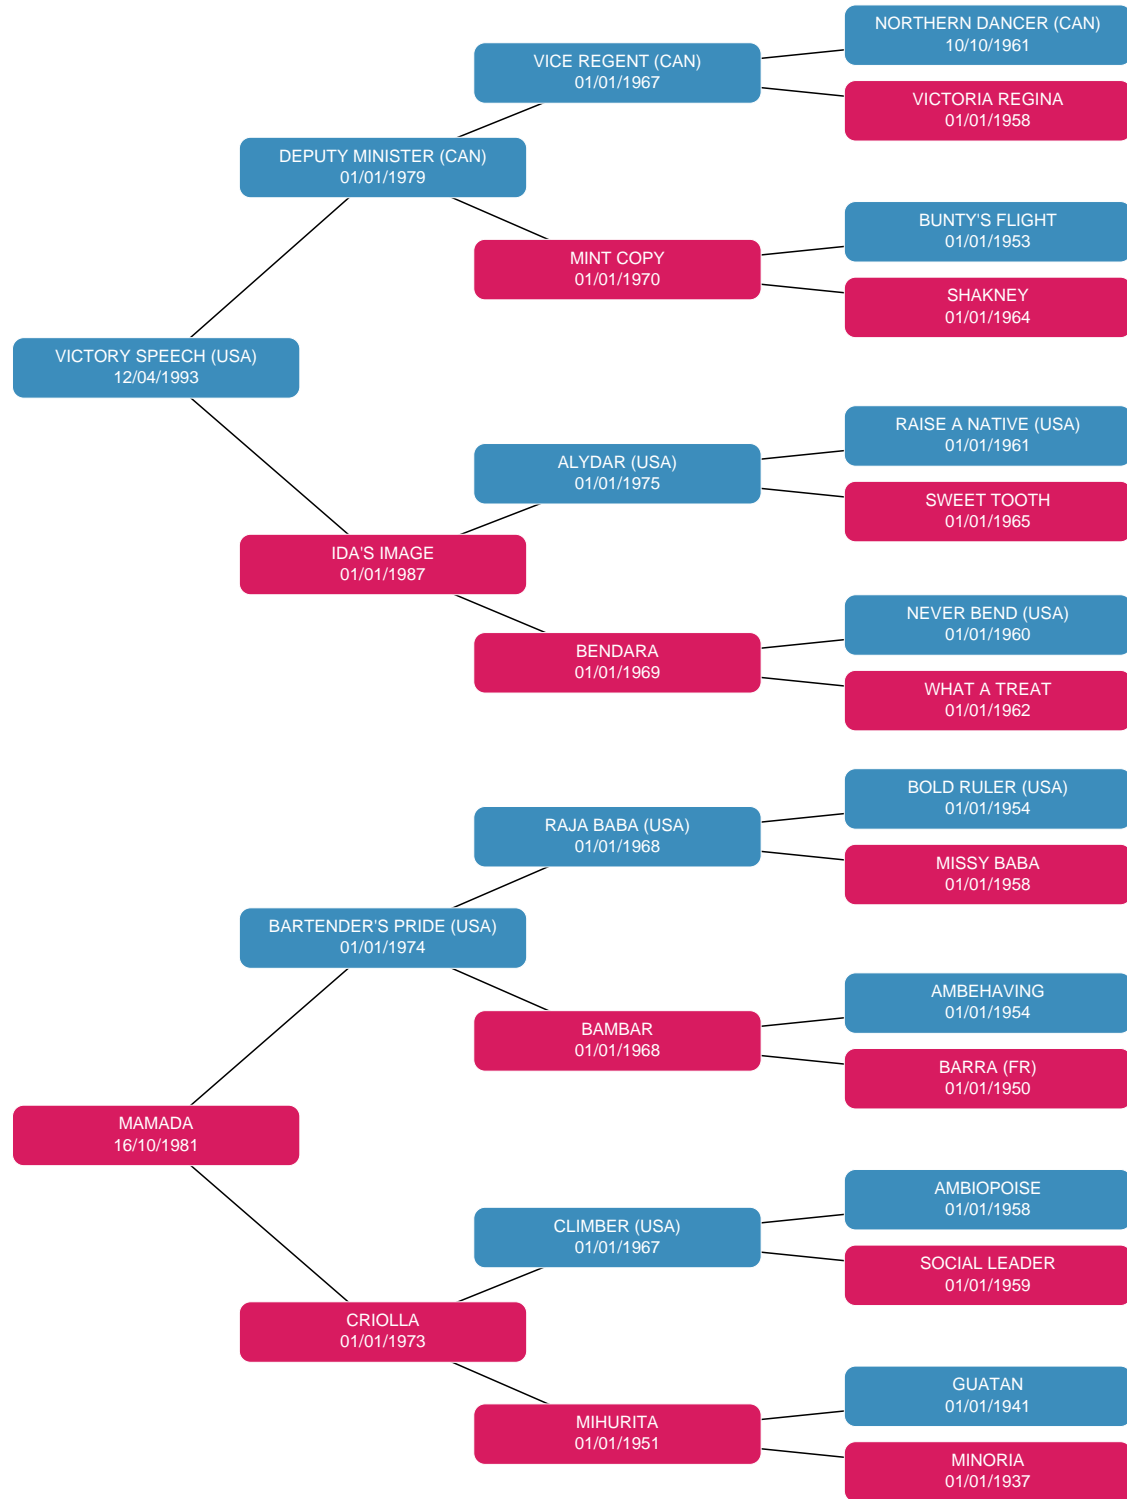 NORTHERN DANCER (CAN)
10/10/1961
VICE REGENT (CAN)
01/01/1967
VICTORIA REGINA
01/01/1958
DEPUTY MINISTER (CAN)
01/01/1979
BUNTY'S FLIGHT
01/01/1953
MINT COPY
01/01/1970
SHAKNEY
01/01/1964
VICTORY SPEECH (USA)
12/04/1993
RAISE A NATIVE (USA)
01/01/1961
ALYDAR (USA)
01/01/1975
SWEET TOOTH
01/01/1965
IDA'S IMAGE
01/01/1987
NEVER BEND (USA)
01/01/1960
BENDARA
01/01/1969
WHAT A TREAT
01/01/1962
BOLD RULER (USA)
01/01/1954
RAJA BABA (USA)
01/01/1968
MISSY BABA
01/01/1958
BARTENDER'S PRIDE (USA)
01/01/1974
AMBEHAVING
01/01/1954
BAMBAR
01/01/1968
BARRA (FR)
01/01/1950
MAMADA
16/10/1981
AMBIOPOISE
01/01/1958
CLIMBER (USA)
01/01/1967
SOCIAL LEADER
01/01/1959
CRIOLLA
01/01/1973
GUATAN
01/01/1941
MIHURITA
01/01/1951
MINORIA
01/01/1937